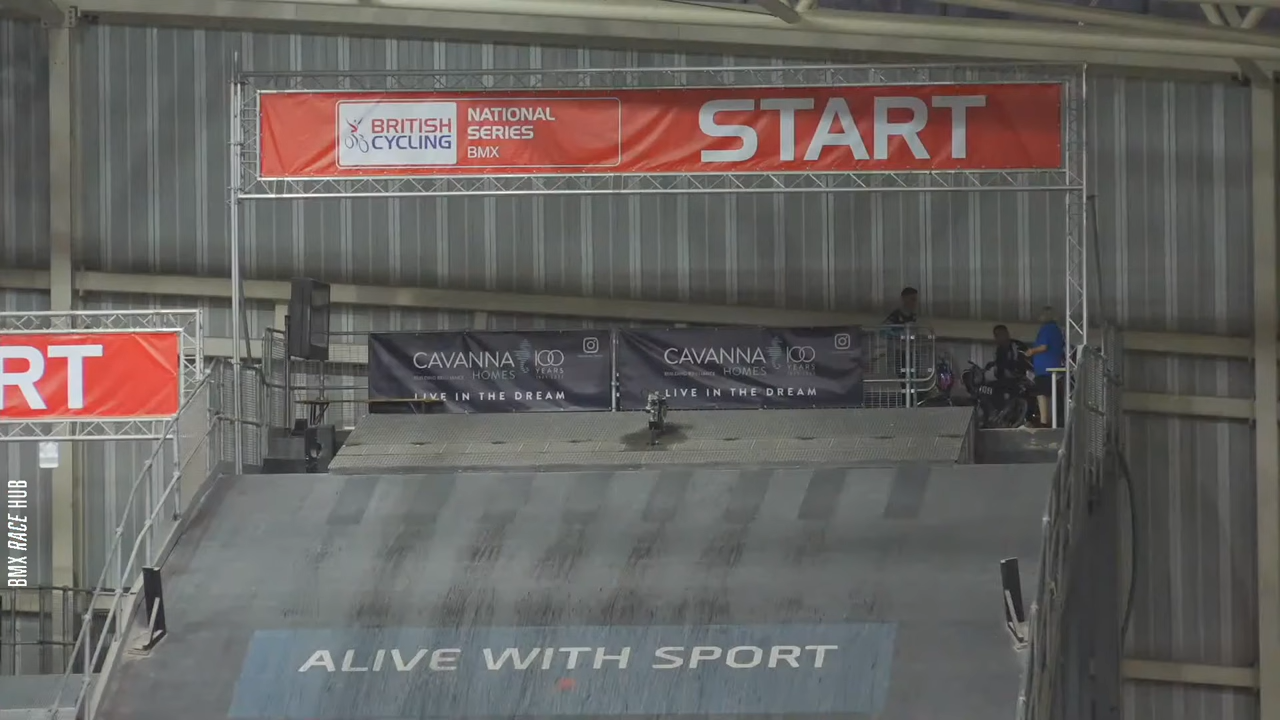 BRITISH
CYCLING
NATIONAL
SERIES
BMX
START
RT
CAVANNA
HOMES
100
YEARS
LIVE IN THE DREAM
CAVANNA
HOMES
100
YEARS
LIVE IN THE DREAM
BMX RACE HUB
ALIVE WITH SPORT